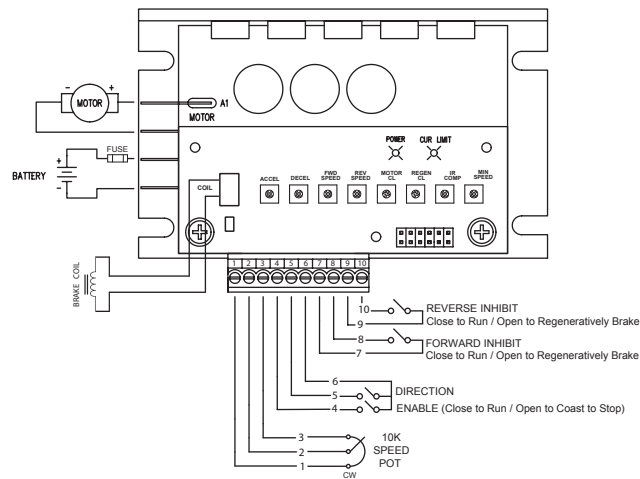 - MOTOR +
A1
MOTOR
POWER CUR LIMIT
FUSE
BATTERY
+
-
COIL
ACCEL DECEL FWD SPEED REV SPEED MOTOR CL REGEN CL IR COMP MIN SPEED
BRAKE COIL
1 2 3 4 5 6 7 8 9 10
10 REVERSE INHIBIT
9 Close to Run / Open to Regeneratively Brake
8 FORWARD INHIBIT
7 Close to Run / Open to Regeneratively Brake
6
5 DIRECTION
4 ENABLE (Close to Run / Open to Coast to Stop)
3 10K
2 SPEED
1 POT
CW